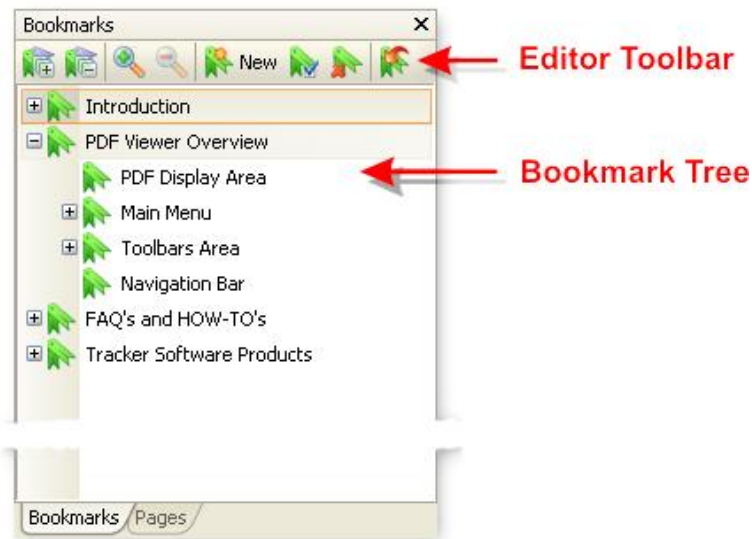 Bookmarks
New
Editor Toolbar
Introduction
PDF Viewer Overview
PDF Display Area
Bookmark Tree
Main Menu
Toolbars Area
Navigation Bar
FAQ's and HOW-TO's
Tracker Software Products
Bookmarks Pages